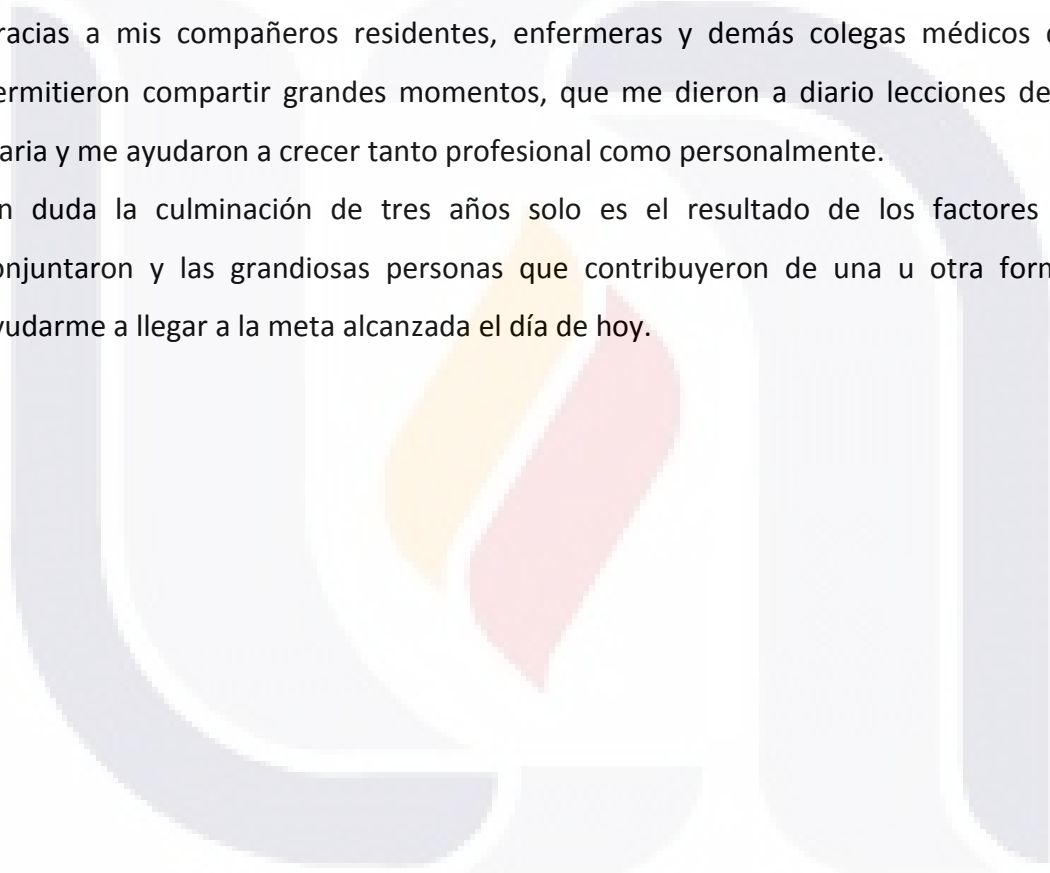 racias a mis compañeros residentes, enfermeras y demás colegas médicos
ermitieron compartir grandes momentos, que me dieron a diario lecciones de
aria y me ayudaron a crecer tanto profesional como personalmente.
n duda la culminación de tres años solo es el resultado de los factores
onjuntaron y las grandiosas personas que contribuyeron de una u otra
yudarme a llegar a la meta alcanzada el día de hoy.